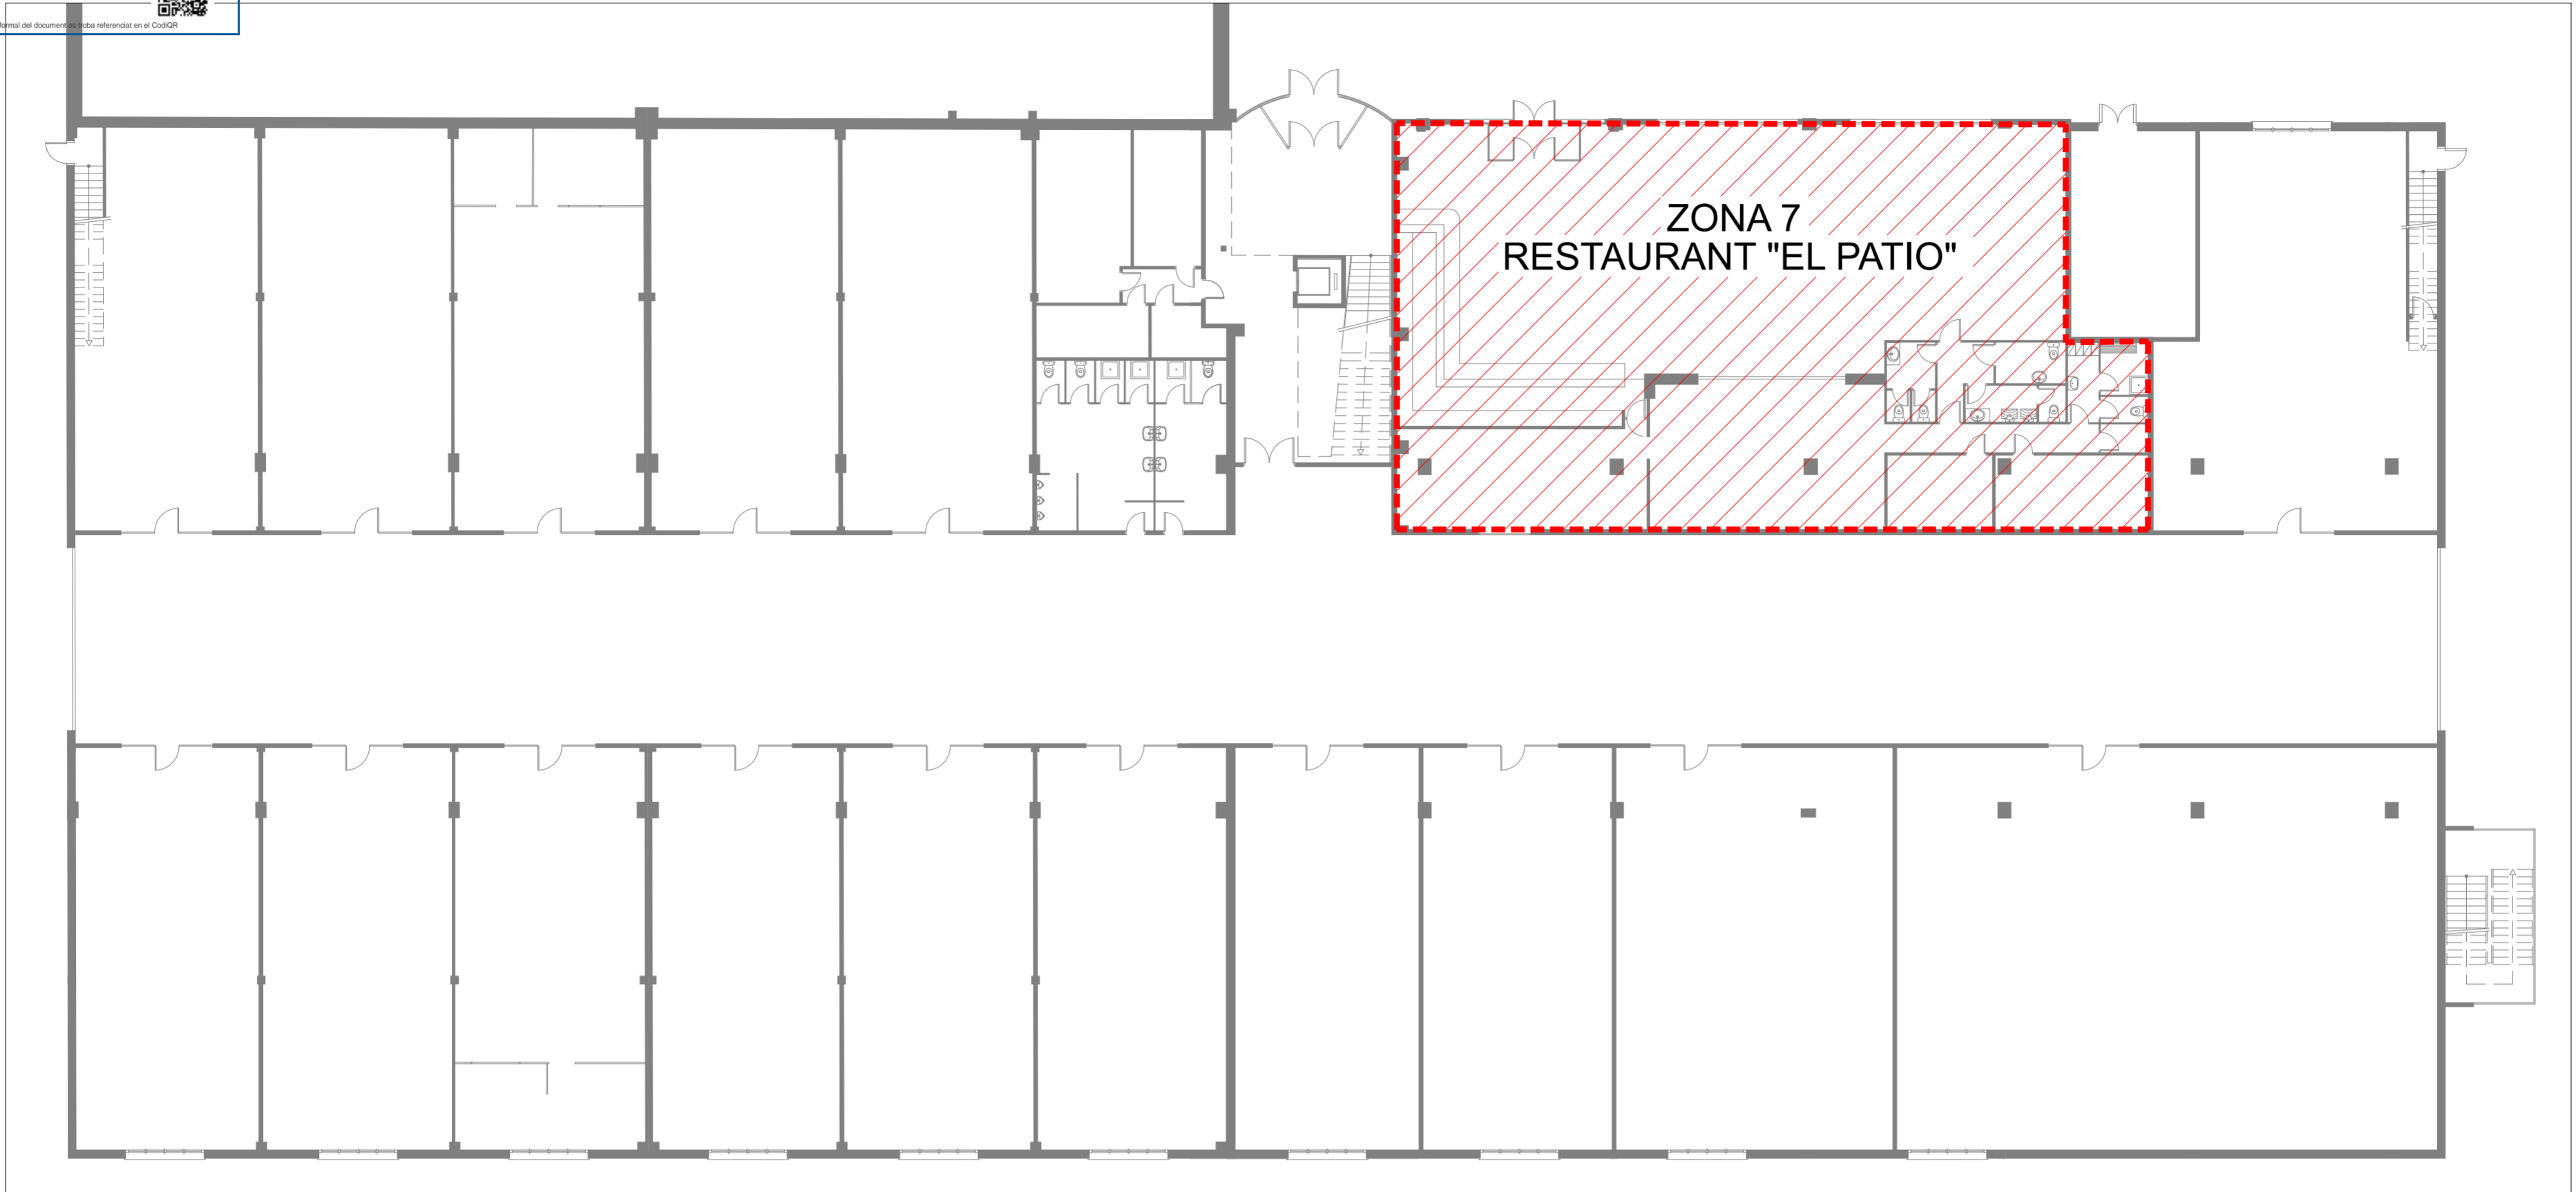 formal del document es troba referenciat en el CodiQR
ZONA 7
RESTAURANT "EL PATIO"